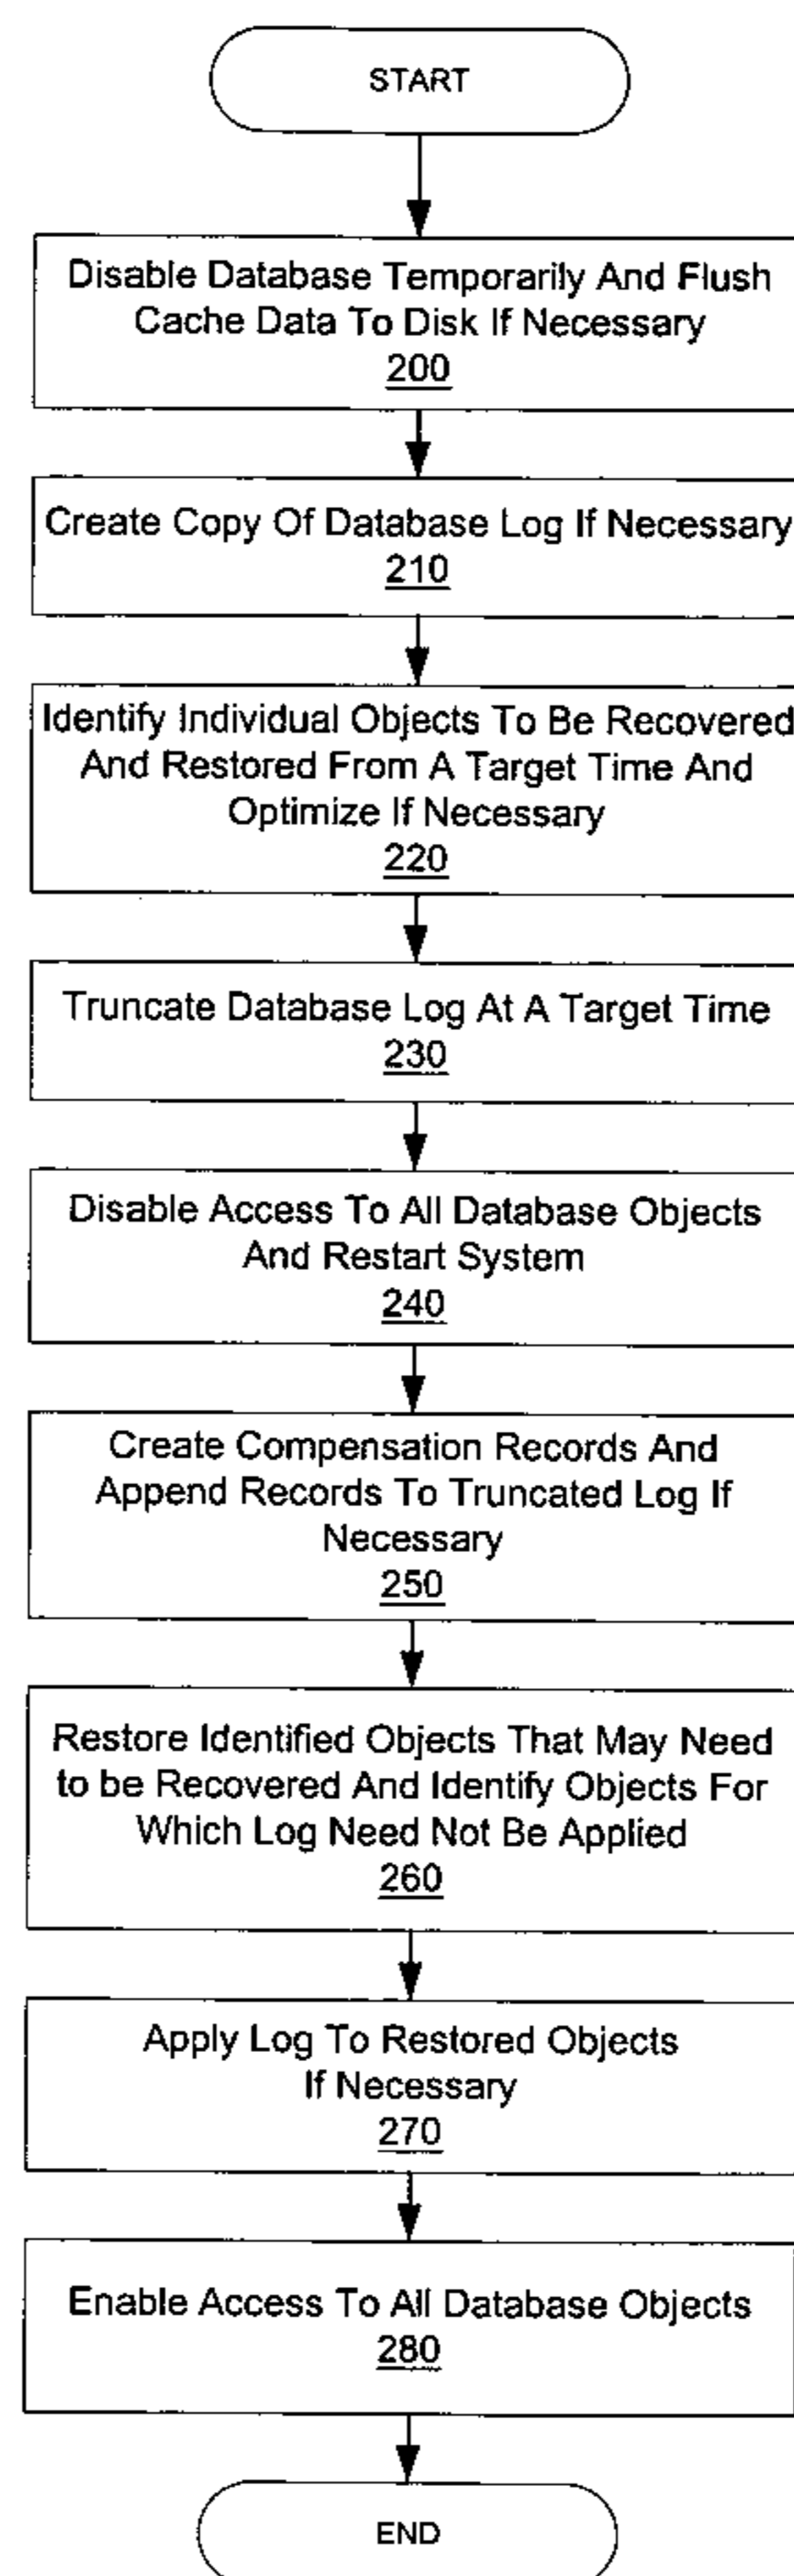 START
Disable Database Temporarily And Flush
Cache Data To Disk If Necessary
200
Create Copy Of Database Log If Necessary
210
Identify Individual Objects To Be Recovered
And Restored From A Target Time And
Optimize If Necessary
220
Truncate Database Log At A Target Time
230
Disable Access To All Database Objects
And Restart System
240
Create Compensation Records And
Append Records To Truncated Log If
Necessary
250
Restore Identified Objects That May Need
to be Recovered And Identify Objects For
Which Log Need Not Be Applied
260
Apply Log To Restored Objects
If Necessary
270
Enable Access To All Database Objects
280
END